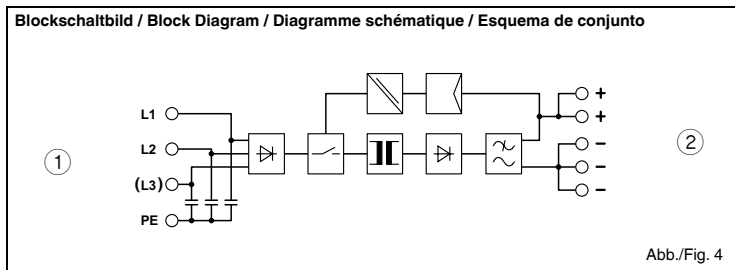 Blockschaltbild / Block Diagram / Diagramme schématique / Esquema de conjunto
L1
L2
(L3)
PE
1
+
+
–
–
–
2
Abb./Fig. 4